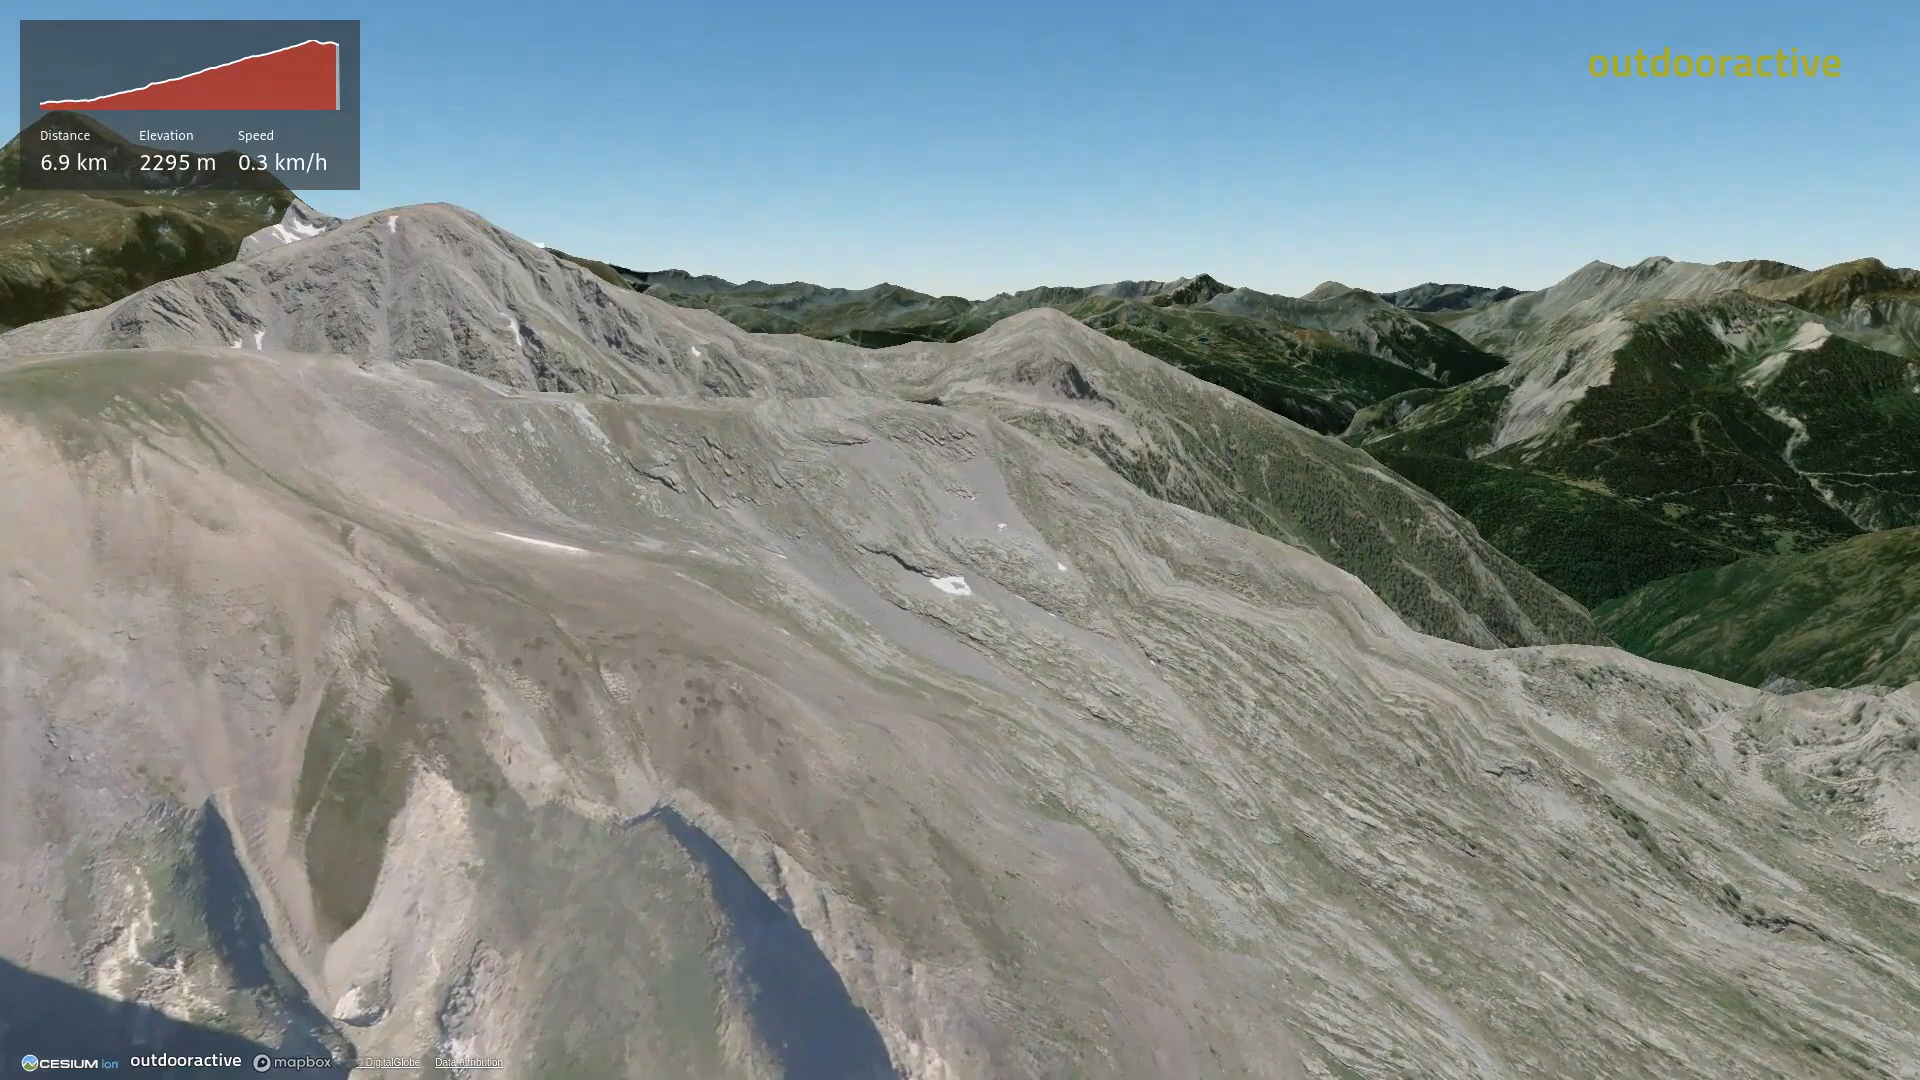 outdooractive
Distance Elevation Speed
6.9 km 2295 m 0.3 km/h
CESIUM ion outdooractive mapbox © DigitalGlobe Data attribution